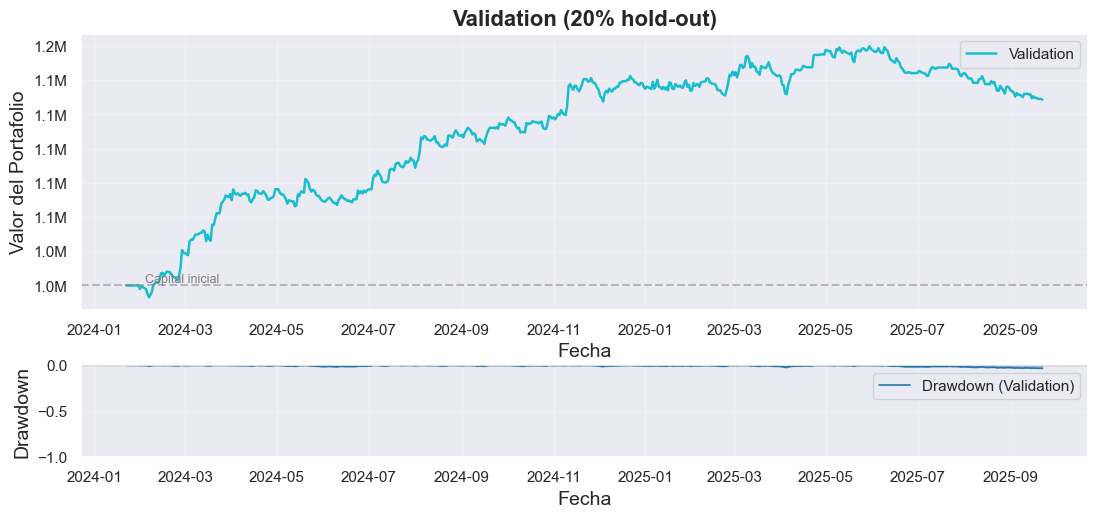 Validation (20% hold-out)
Valor del Portafolio
1.2M
1.1M
1.1M
1.1M
1.1M
1.1M
1.0M
1.0M
Validation
Capital inicial
2024-01 2024-03 2024-05 2024-07 2024-09 2024-11 2025-01 2025-03 2025-05 2025-07 2025-09
Fecha
Drawdown
0.0
−0.5
−1.0
Drawdown (Validation)
2024-01 2024-03 2024-05 2024-07 2024-09 2024-11 2025-01 2025-03 2025-05 2025-07 2025-09
Fecha